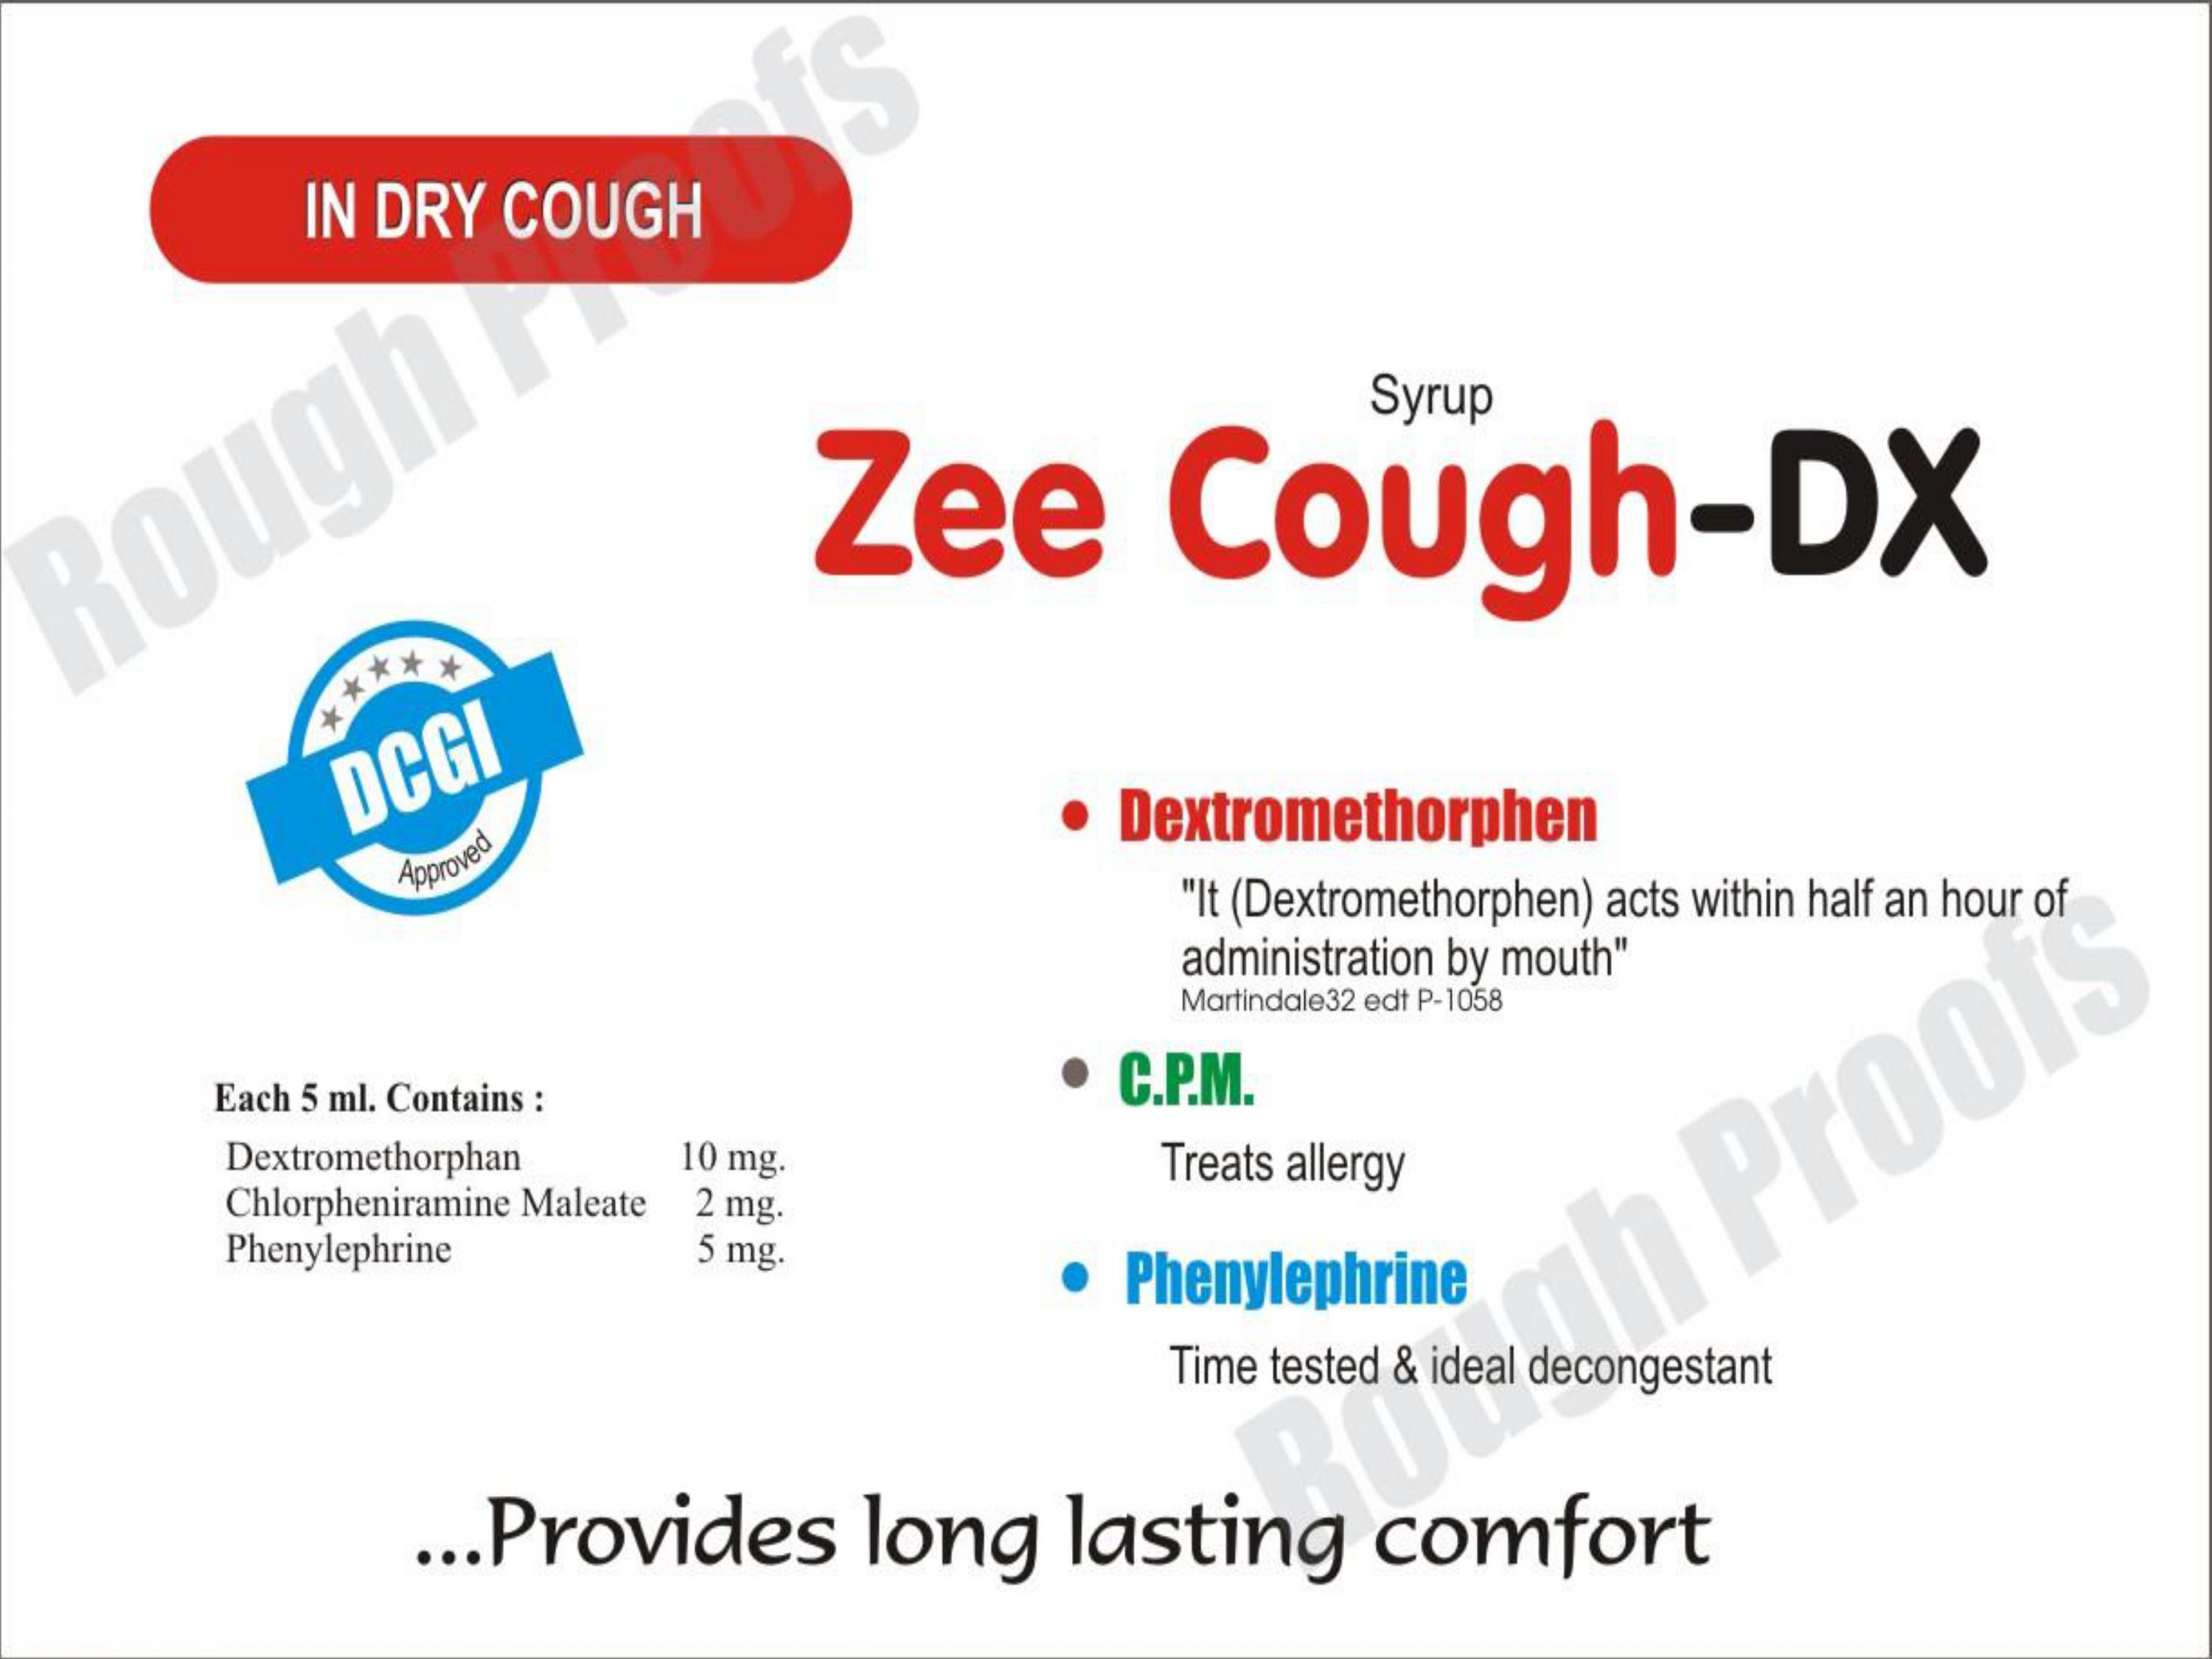 IN DRY COUGH
Syrup
Zee Cough-DX
DCGI
Approved
• Dextromethorphen
"It (Dextromethorphen) acts within half an hour of
administration by mouth"
Martindale32 edt P-1058
• C.P.M.
Treats allergy
• Phenylephrine
Time tested & ideal decongestant
Each 5 ml. Contains :
Dextromethorphan 10 mg.
Chlorpheniramine Maleate 2 mg.
Phenylephrine 5 mg.
...Provides long lasting comfort
Rough Proofs
Rough Proofs